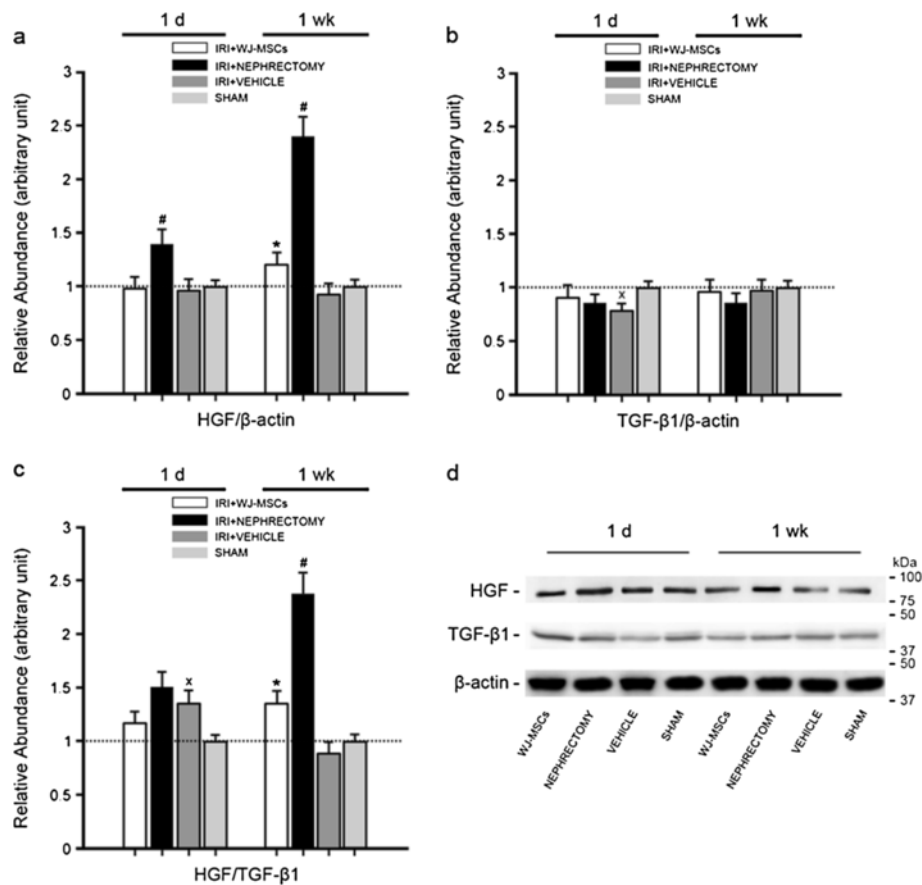 a
1 d 1 wk
IRI+WJ-MSCs
IRI+NEPHRECTOMY
IRI+VEHICLE
SHAM
Relative Abundance (arbitrary unit)
3
2.5
2
1.5
1
0.5
0
#
*
#
HGF/β-actin
b
1 d 1 wk
IRI+WJ-MSCs
IRI+NEPHRECTOMY
IRI+VEHICLE
SHAM
Relative Abundance (arbitrary unit)
3
2.5
2
1.5
1
0.5
0
x
TGF-β1/β-actin
c
1 d 1 wk
IRI+WJ-MSCs
IRI+NEPHRECTOMY
IRI+VEHICLE
SHAM
Relative Abundance (arbitrary unit)
3
2.5
2
1.5
1
0.5
0
x
*
#
HGF/TGF-β1
d
1 d 1 wk
kDa
HGF -
- 100
- 75
- 50
TGF-β1 -
- 37
- 50
β-actin -
- 37
WJ-MSCs NEPHRECTOMY VEHICLE SHAM WJ-MSCs NEPHRECTOMY VEHICLE SHAM